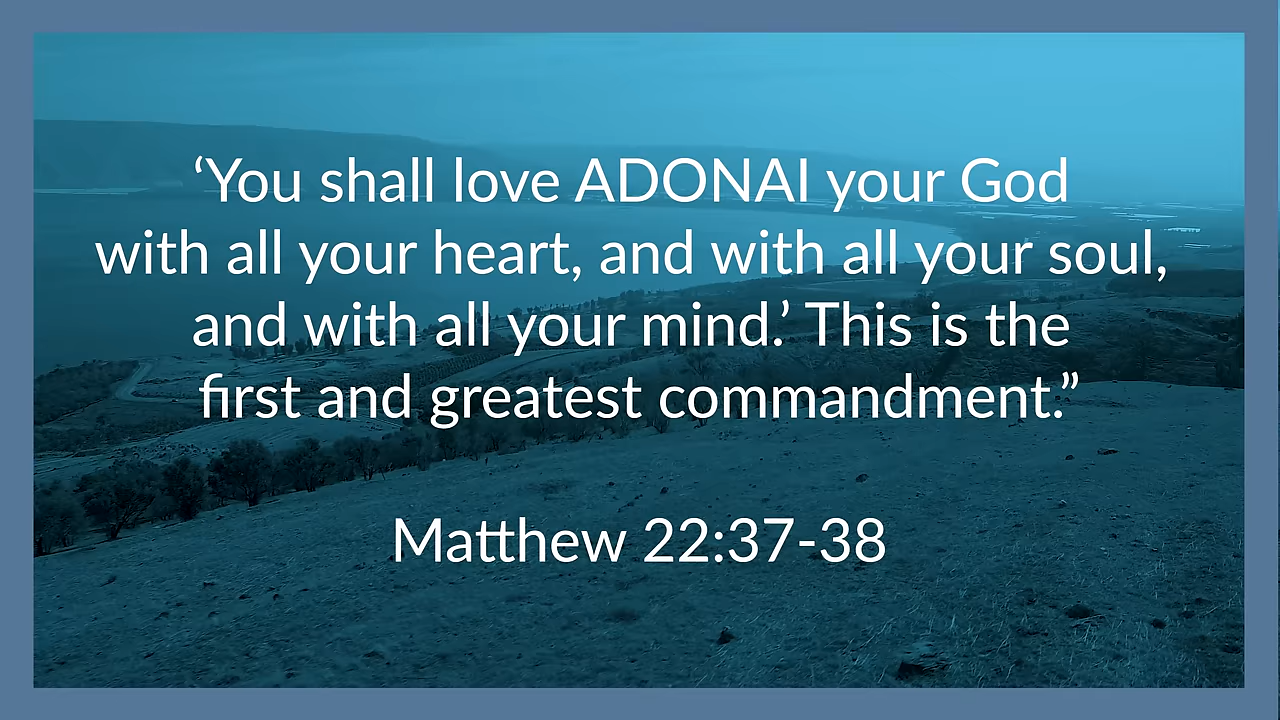 ‘You shall love ADONAI your God
with all your heart, and with all your soul,
and with all your mind.’ This is the
first and greatest commandment.”
Matthew 22:37-38